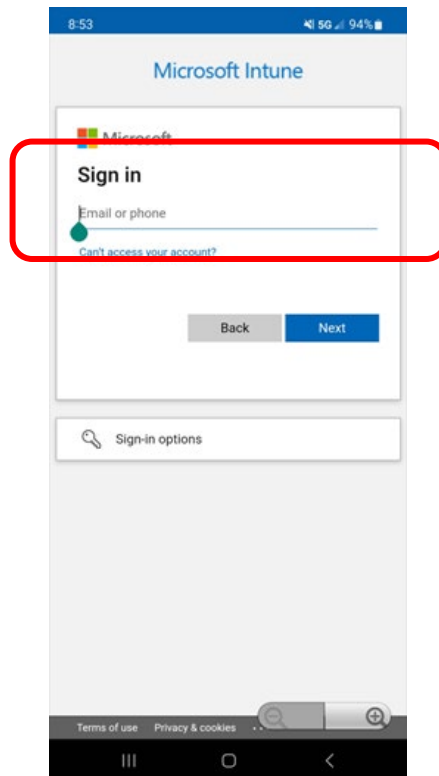 8:53 5G 94%
Microsoft Intune
Microsoft
Sign in
Email or phone
Can't access your account?
Back Next
Sign-in options
Terms of use Privacy & cookies ...